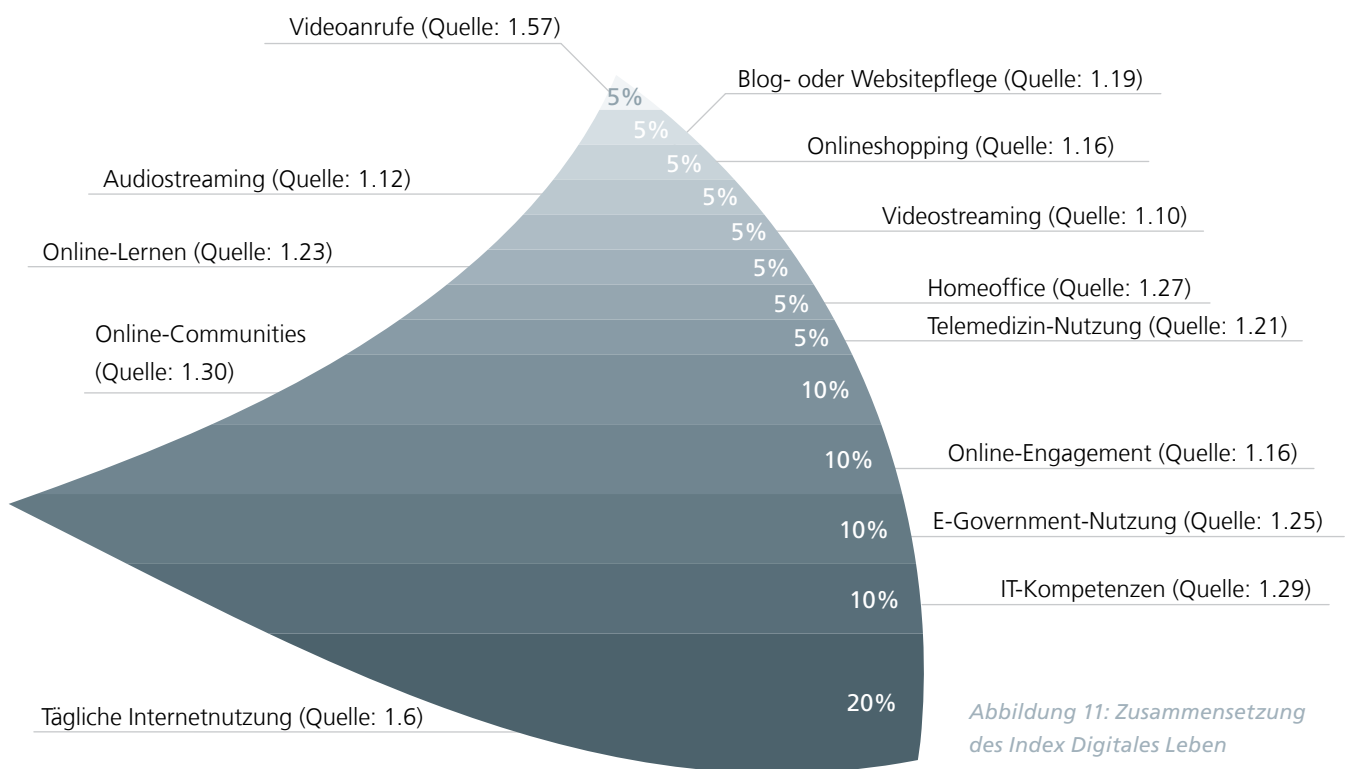 Videoanrufe (Quelle: 1.57)
5%
Blog- oder Websitepflege (Quelle: 1.19)
5%
Onlineshopping (Quelle: 1.16)
5%
Audiostreaming (Quelle: 1.12)
5%
Videostreaming (Quelle: 1.10)
5%
Online-Lernen (Quelle: 1.23)
5%
Homeoffice (Quelle: 1.27)
5%
Telemedizin-Nutzung (Quelle: 1.21)
5%
Online-Communities
(Quelle: 1.30)
10%
Online-Engagement (Quelle: 1.16)
10%
E-Government-Nutzung (Quelle: 1.25)
10%
IT-Kompetenzen (Quelle: 1.29)
10%
Tägliche Internetnutzung (Quelle: 1.6)
20%
Abbildung 11: Zusammensetzung
des Index Digitales Leben